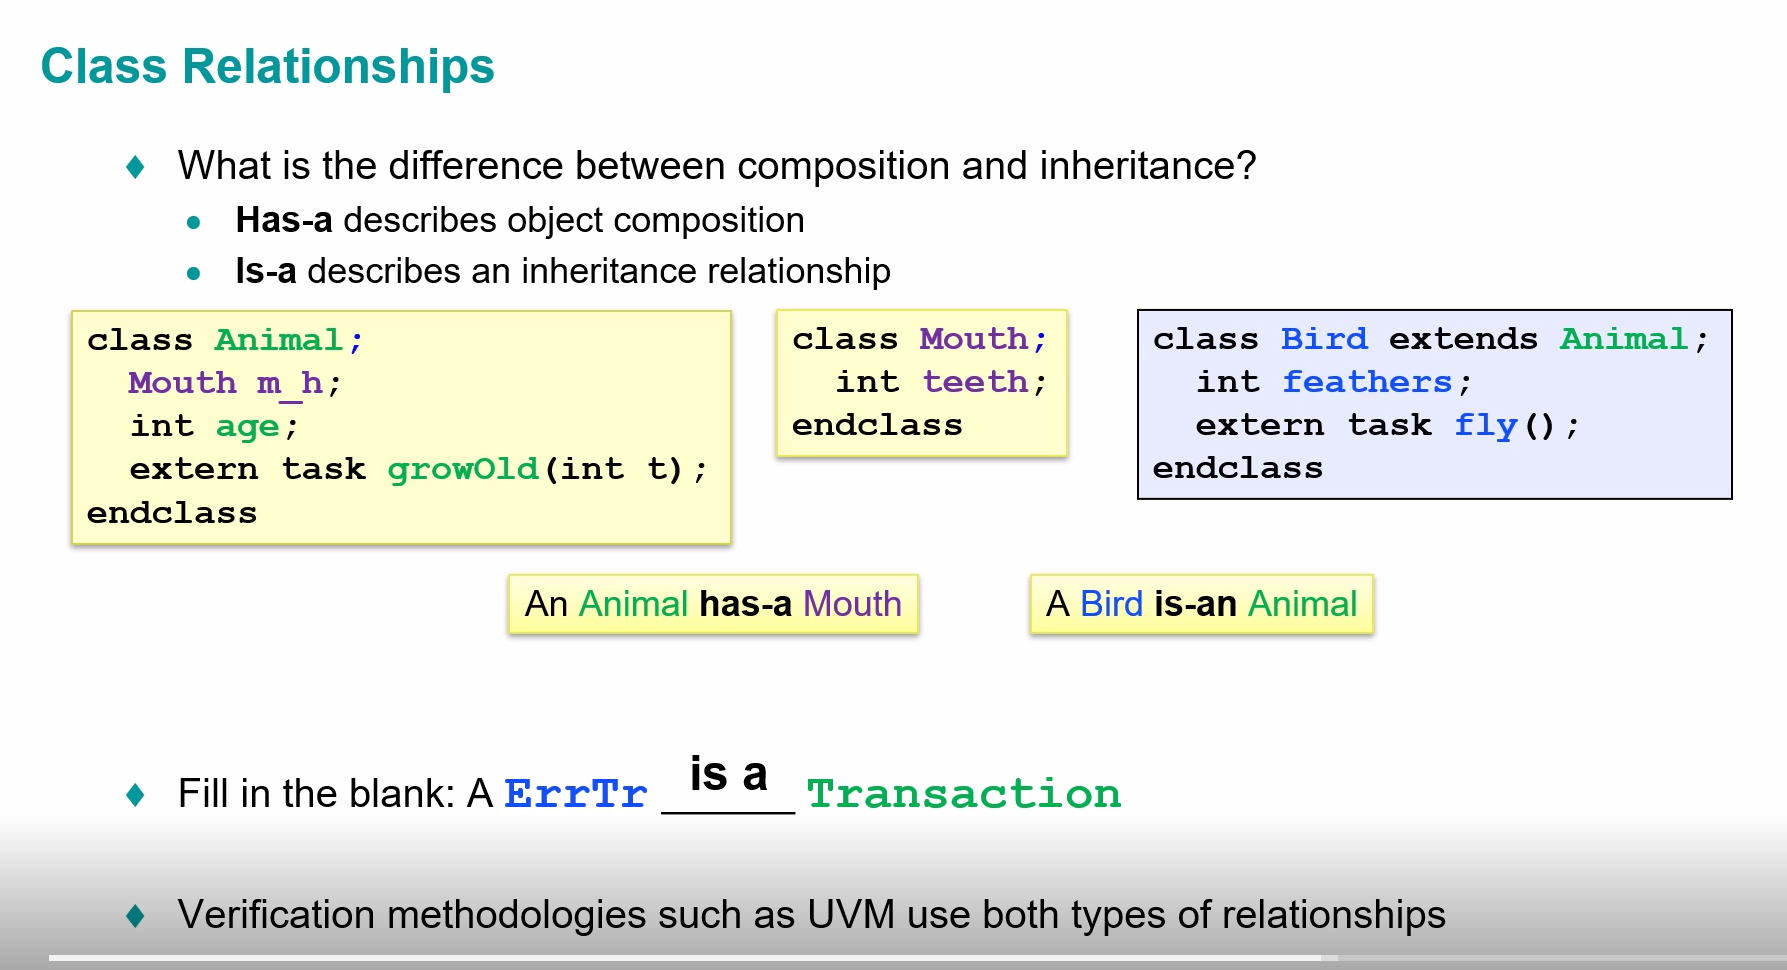 Class Relationships
What is the difference between composition and inheritance?
Has-a describes object composition
Is-a describes an inheritance relationship
class Animal;
Mouth m_h;
int age;
extern task growOld(int t);
endclass
class Mouth;
int teeth;
endclass
class Bird extends Animal;
int feathers;
extern task fly();
endclass
An Animal has-a Mouth
A Bird is-an Animal
Fill in the blank: A ErrTr is a Transaction
Verification methodologies such as UVM use both types of relationships